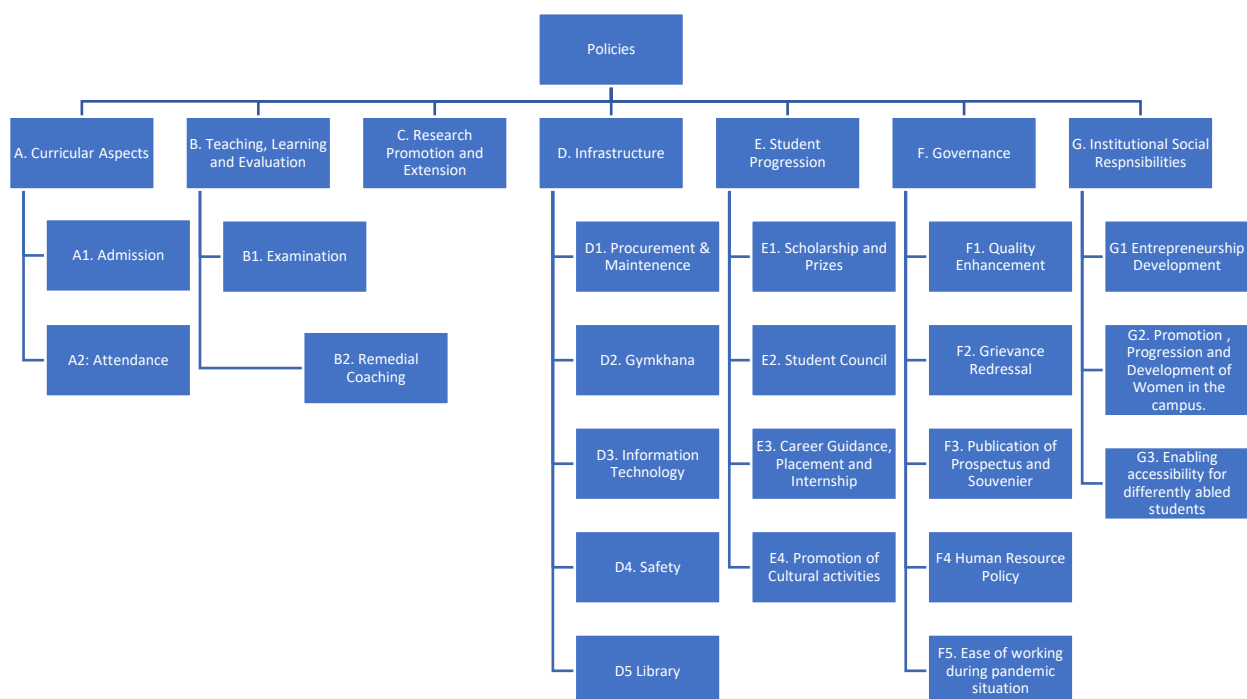 Policies
A. Curricular Aspects
B. Teaching, Learning
and Evaluation
C. Research
Promotion and
Extension
D. Infrastructure
E. Student
Progression
F. Governance
G. Institutional Social
Respnsibilities
A1. Admission
A2: Attendance
B1. Examination
B2. Remedial
Coaching
D1. Procurement &
Maintenence
D2. Gymkhana
D3. Information
Technology
D4. Safety
D5 Library
E1. Scholarship and
Prizes
E2. Student Council
E3. Career Guidance,
Placement and
Internship
E4. Promotion of
Cultural activities
F1. Quality
Enhancement
F2. Grievance
Redressal
F3. Publication of
Prospectus and
Souvenier
F4 Human Resource
Policy
F5. Ease of working
during pandemic
situation
G1 Entrepreneurship
Development
G2. Promotion ,
Progression and
Development of
Women in the
campus.
G3. Enabling
accessibility for
differently abled
students